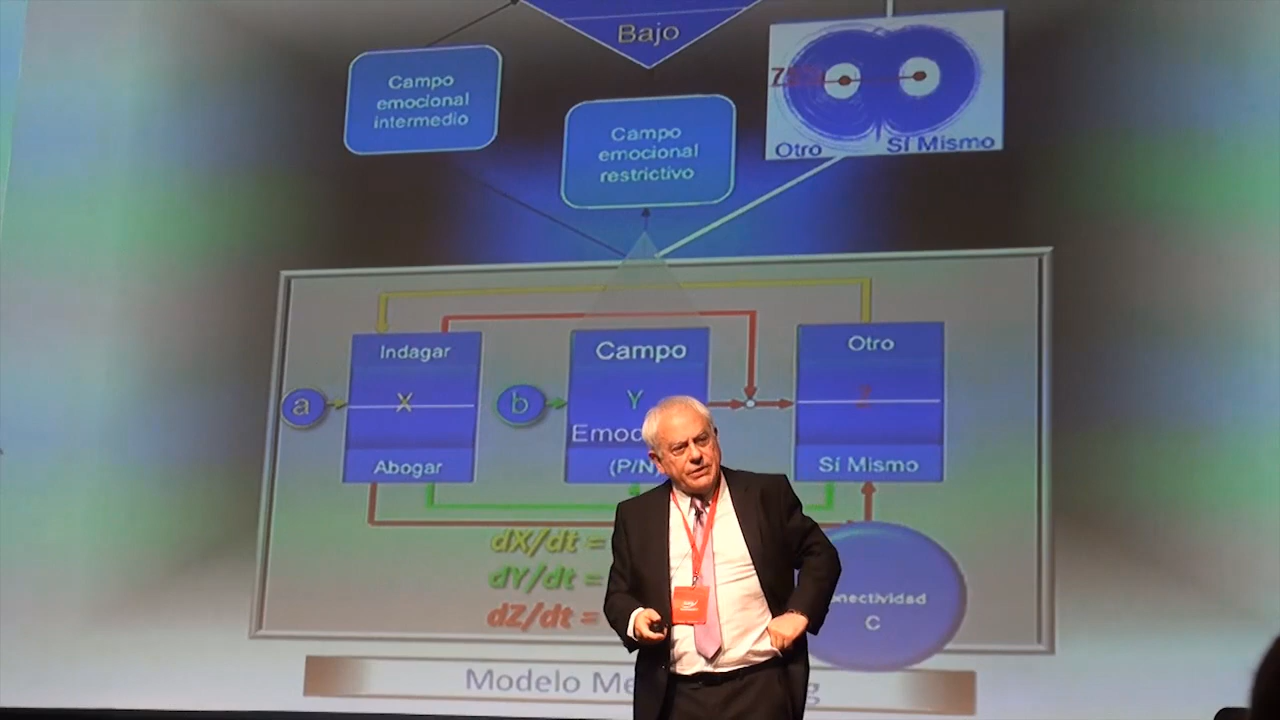 Bajo
Campo
emocional
intermedio
Campo
emocional
restrictivo
Otro
Sí Mismo
Indagar
Campo
Otro
a
X
b
Y
Abogar
(P/N)
Sí Mismo
dX/dt =
dY/dt =
dZ/dt =
C
Modelo